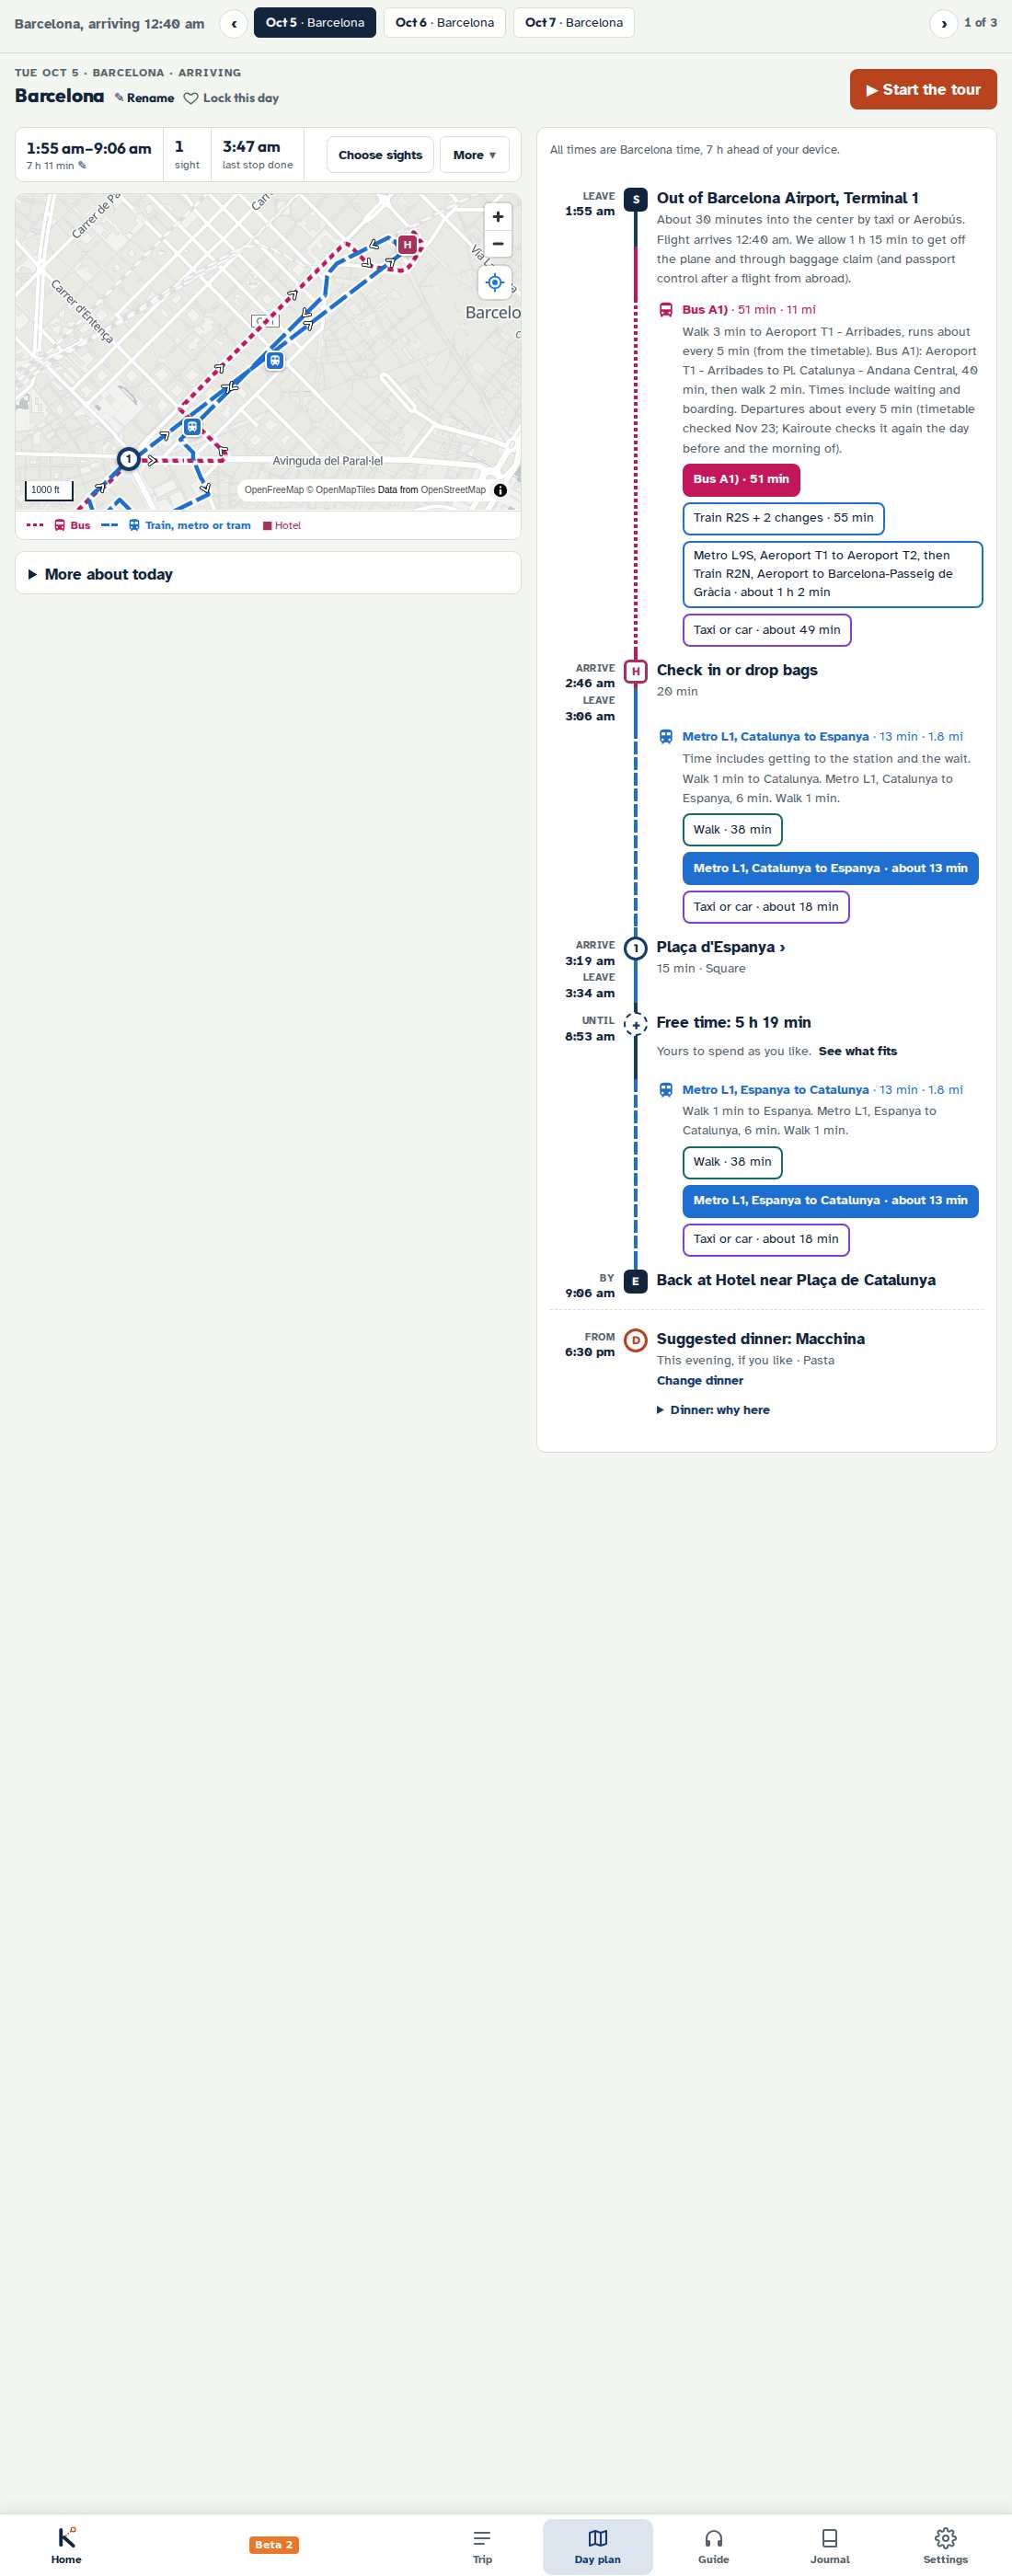 Barcelona, arriving 12:40 am
‹
Oct 5 · Barcelona
Oct 6 · Barcelona
Oct 7 · Barcelona
›
1 of 3
TUE OCT 5 · BARCELONA · ARRIVING
Barcelona
✎ Rename
Lock this day
▶ Start the tour
1:55 am–9:06 am
7 h 11 min ✎
1
sight
3:47 am
last stop done
Choose sights
More ▾
Carrer de Pa
Carr
Carrer d'Entença
Via L
Barcelo
H
1
Avinguda del Paral·lel
1000 ft
OpenFreeMap © OpenMapTiles Data from OpenStreetMap
Bus
Train, metro or tram
Hotel
▶ More about today
All times are Barcelona time, 7 h ahead of your device.
LEAVE
1:55 am
S
Out of Barcelona Airport, Terminal 1
About 30 minutes into the center by taxi or Aerobús.
Flight arrives 12:40 am. We allow 1 h 15 min to get off
the plane and through baggage claim (and passport
control after a flight from abroad).
Bus A1) · 51 min · 11 mi
Walk 3 min to Aeroport T1 - Arribades, runs about
every 5 min (from the timetable). Bus A1): Aeroport
T1 - Arribades to Pl. Catalunya - Andana Central, 40
min, then walk 2 min. Times include waiting and
boarding. Departures about every 5 min (timetable
checked Nov 23; Kairoute checks it again the day
before and the morning of).
Bus A1) · 51 min
Train R2S + 2 changes · 55 min
Metro L9S, Aeroport T1 to Aeroport T2, then
Train R2N, Aeroport to Barcelona-Passeig de
Gràcia · about 1 h 2 min
Taxi or car · about 49 min
ARRIVE
2:46 am
LEAVE
3:06 am
H
Check in or drop bags
20 min
Metro L1, Catalunya to Espanya · 13 min · 1.8 mi
Time includes getting to the station and the wait.
Walk 1 min to Catalunya. Metro L1, Catalunya to
Espanya, 6 min. Walk 1 min.
Walk · 38 min
Metro L1, Catalunya to Espanya · about 13 min
Taxi or car · about 18 min
ARRIVE
3:19 am
LEAVE
3:34 am
1
Plaça d'Espanya ›
15 min · Square
UNTIL
8:53 am
+
Free time: 5 h 19 min
Yours to spend as you like. See what fits
Metro L1, Espanya to Catalunya · 13 min · 1.8 mi
Walk 1 min to Espanya. Metro L1, Espanya to
Catalunya, 6 min. Walk 1 min.
Walk · 38 min
Metro L1, Espanya to Catalunya · about 13 min
Taxi or car · about 18 min
BY
9:06 am
E
Back at Hotel near Plaça de Catalunya
FROM
6:30 pm
D
Suggested dinner: Macchina
This evening, if you like · Pasta
Change dinner
▶ Dinner: why here
Home
Beta 2
Trip
Day plan
Guide
Journal
Settings